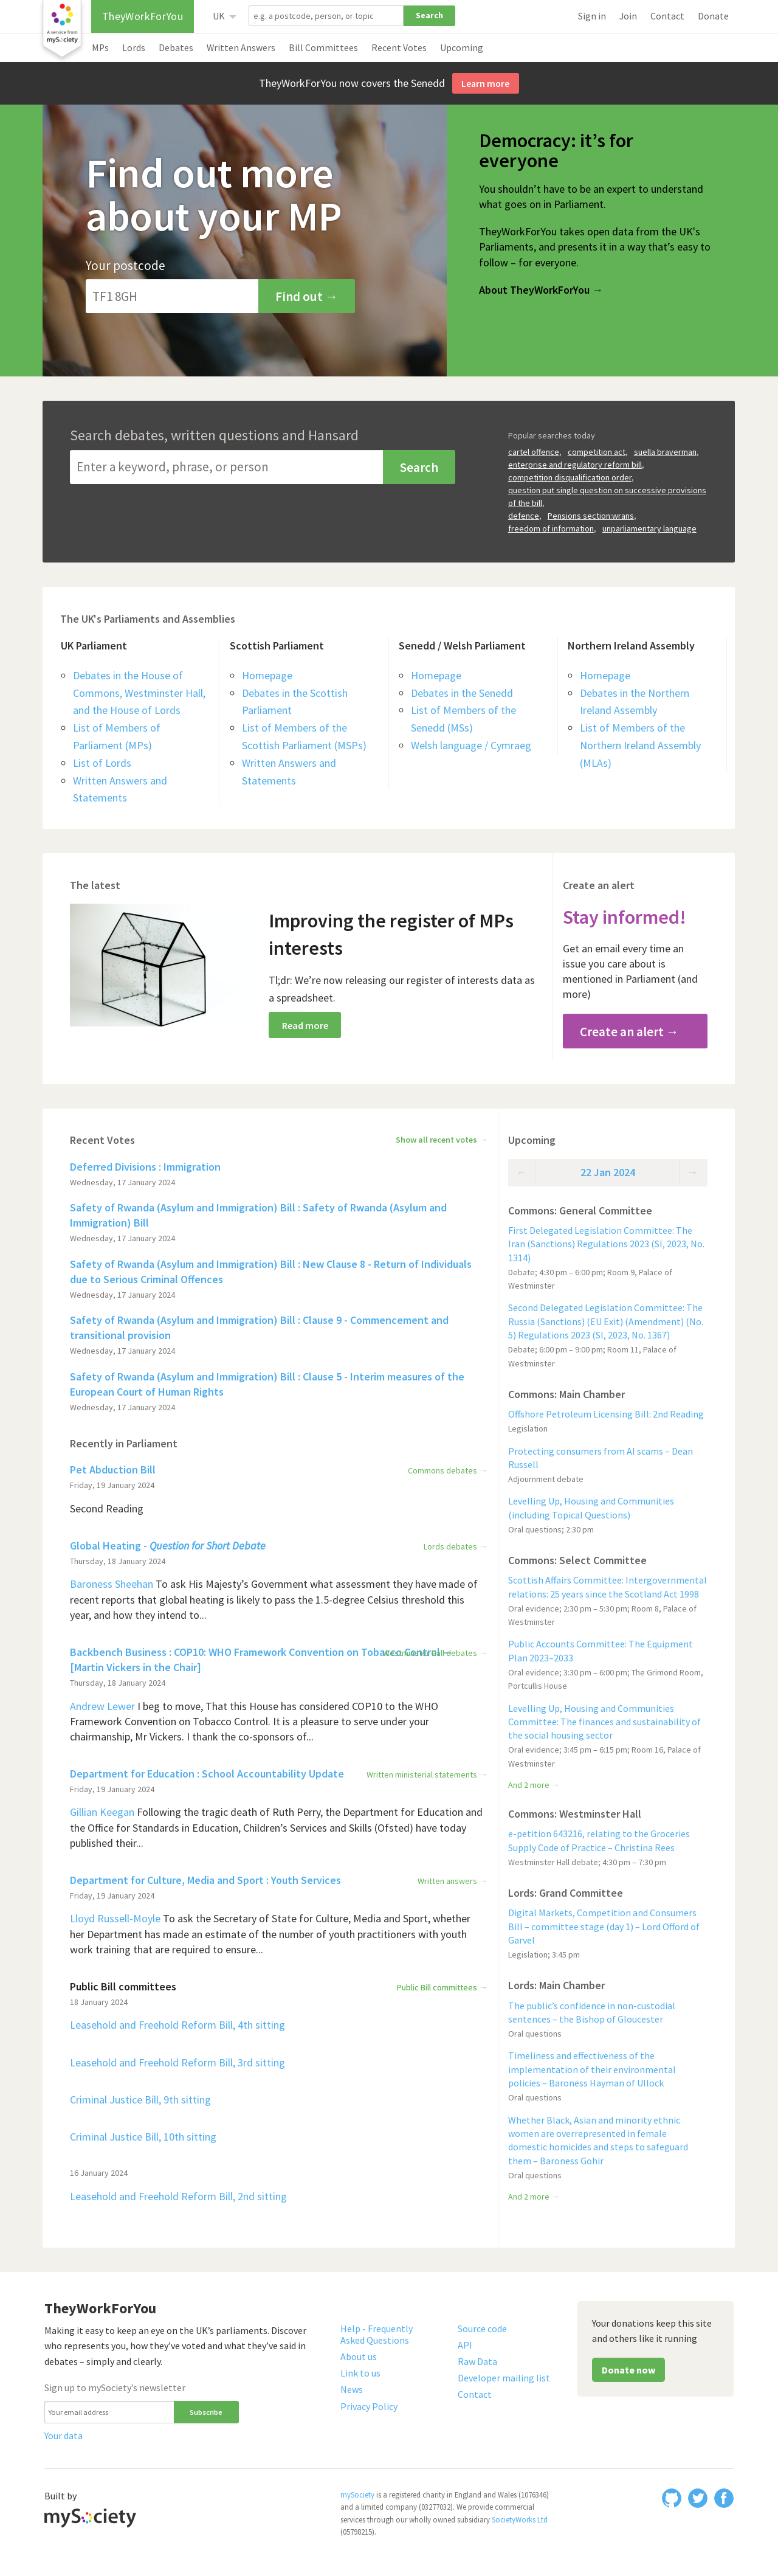 A service from
mySociety
TheyWorkForYou
UK
e.g. a postcode, person, or topic
Search
Sign in
Join
Contact
Donate
MPs
Lords
Debates
Written Answers
Bill Committees
Recent Votes
Upcoming
TheyWorkForYou now covers the Senedd
Learn more
Find out more
about your MP
Your postcode
TF1 8GH
Find out →
Democracy: it’s for
everyone
You shouldn’t have to be an expert to understand
what goes on in Parliament.
TheyWorkForYou takes open data from the UK's
Parliaments, and presents it in a way that’s easy to
follow – for everyone.
About TheyWorkForYou →
Search debates, written questions and Hansard
Enter a keyword, phrase, or person
Search
Popular searches today
cartel offence, competition act, suella braverman,
enterprise and regulatory reform bill,
competition disqualification order,
question put single question on successive provisions
of the bill,
defence, Pensions section:wrans,
freedom of information, unparliamentary language
The UK's Parliaments and Assemblies
UK Parliament
Debates in the House of
Commons, Westminster Hall,
and the House of Lords
List of Members of
Parliament (MPs)
List of Lords
Written Answers and
Statements
Scottish Parliament
Homepage
Debates in the Scottish
Parliament
List of Members of the
Scottish Parliament (MSPs)
Written Answers and
Statements
Senedd / Welsh Parliament
Homepage
Debates in the Senedd
List of Members of the
Senedd (MSs)
Welsh language / Cymraeg
Northern Ireland Assembly
Homepage
Debates in the Northern
Ireland Assembly
List of Members of the
Northern Ireland Assembly
(MLAs)
The latest
Improving the register of MPs
interests
Tl;dr: We’re now releasing our register of interests data as
a spreadsheet.
Read more
Create an alert
Stay informed!
Get an email every time an
issue you care about is
mentioned in Parliament (and
more)
Create an alert →
Recent Votes
Show all recent votes →
Deferred Divisions : Immigration
Wednesday, 17 January 2024
Safety of Rwanda (Asylum and Immigration) Bill : Safety of Rwanda (Asylum and
Immigration) Bill
Wednesday, 17 January 2024
Safety of Rwanda (Asylum and Immigration) Bill : New Clause 8 - Return of Individuals
due to Serious Criminal Offences
Wednesday, 17 January 2024
Safety of Rwanda (Asylum and Immigration) Bill : Clause 9 - Commencement and
transitional provision
Wednesday, 17 January 2024
Safety of Rwanda (Asylum and Immigration) Bill : Clause 5 - Interim measures of the
European Court of Human Rights
Wednesday, 17 January 2024
Recently in Parliament
Pet Abduction Bill
Commons debates →
Friday, 19 January 2024
Second Reading
Global Heating - Question for Short Debate
Lords debates →
Thursday, 18 January 2024
Baroness Sheehan To ask His Majesty’s Government what assessment they have made of
recent reports that global heating is likely to pass the 1.5-degree Celsius threshold this
year, and how they intend to...
Backbench Business : COP10: WHO Framework Convention on Tobacco Control —
Westminster Hall debates →
[Martin Vickers in the Chair]
Thursday, 18 January 2024
Andrew Lewer I beg to move, That this House has considered COP10 to the WHO
Framework Convention on Tobacco Control. It is a pleasure to serve under your
chairmanship, Mr Vickers. I thank the co-sponsors of...
Department for Education : School Accountability Update
Written ministerial statements →
Friday, 19 January 2024
Gillian Keegan Following the tragic death of Ruth Perry, the Department for Education and
the Office for Standards in Education, Children’s Services and Skills (Ofsted) have today
published their...
Department for Culture, Media and Sport : Youth Services
Written answers →
Friday, 19 January 2024
Lloyd Russell-Moyle To ask the Secretary of State for Culture, Media and Sport, whether
her Department has made an estimate of the number of youth practitioners with youth
work training that are required to ensure...
Public Bill committees
Public Bill committees →
18 January 2024
Leasehold and Freehold Reform Bill, 4th sitting
Leasehold and Freehold Reform Bill, 3rd sitting
Criminal Justice Bill, 9th sitting
Criminal Justice Bill, 10th sitting
16 January 2024
Leasehold and Freehold Reform Bill, 2nd sitting
Upcoming
← 22 Jan 2024 →
Commons: General Committee
First Delegated Legislation Committee: The
Iran (Sanctions) Regulations 2023 (SI, 2023, No.
1314)
Debate; 4:30 pm – 6:00 pm; Room 9, Palace of
Westminster
Second Delegated Legislation Committee: The
Russia (Sanctions) (EU Exit) (Amendment) (No.
5) Regulations 2023 (SI, 2023, No. 1367)
Debate; 6:00 pm – 9:00 pm; Room 11, Palace of
Westminster
Commons: Main Chamber
Offshore Petroleum Licensing Bill: 2nd Reading
Legislation
Protecting consumers from AI scams – Dean
Russell
Adjournment debate
Levelling Up, Housing and Communities
(including Topical Questions)
Oral questions; 2:30 pm
Commons: Select Committee
Scottish Affairs Committee: Intergovernmental
relations: 25 years since the Scotland Act 1998
Oral evidence; 2:30 pm – 5:30 pm; Room 8, Palace of
Westminster
Public Accounts Committee: The Equipment
Plan 2023–2033
Oral evidence; 3:30 pm – 6:00 pm; The Grimond Room,
Portcullis House
Levelling Up, Housing and Communities
Committee: The finances and sustainability of
the social housing sector
Oral evidence; 3:45 pm – 6:15 pm; Room 16, Palace of
Westminster
And 2 more →
Commons: Westminster Hall
e-petition 643216, relating to the Groceries
Supply Code of Practice – Christina Rees
Westminster Hall debate; 4:30 pm – 7:30 pm
Lords: Grand Committee
Digital Markets, Competition and Consumers
Bill – committee stage (day 1) – Lord Offord of
Garvel
Legislation; 3:45 pm
Lords: Main Chamber
The public’s confidence in non-custodial
sentences – the Bishop of Gloucester
Oral questions
Timeliness and effectiveness of the
implementation of their environmental
policies – Baroness Hayman of Ullock
Oral questions
Whether Black, Asian and minority ethnic
women are overrepresented in female
domestic homicides and steps to safeguard
them – Baroness Gohir
Oral questions
And 2 more →
TheyWorkForYou
Making it easy to keep an eye on the UK’s parliaments. Discover
who represents you, how they’ve voted and what they’ve said in
debates – simply and clearly.
Sign up to mySociety’s newsletter
Your email address
Subscribe
Your data
Help - Frequently
Asked Questions
About us
Link to us
News
Privacy Policy
Source code
API
Raw Data
Developer mailing list
Contact
Your donations keep this site
and others like it running
Donate now
Built by
mySociety
mySociety is a registered charity in England and Wales (1076346)
and a limited company (03277032). We provide commercial
services through our wholly owned subsidiary SocietyWorks Ltd
(05798215).